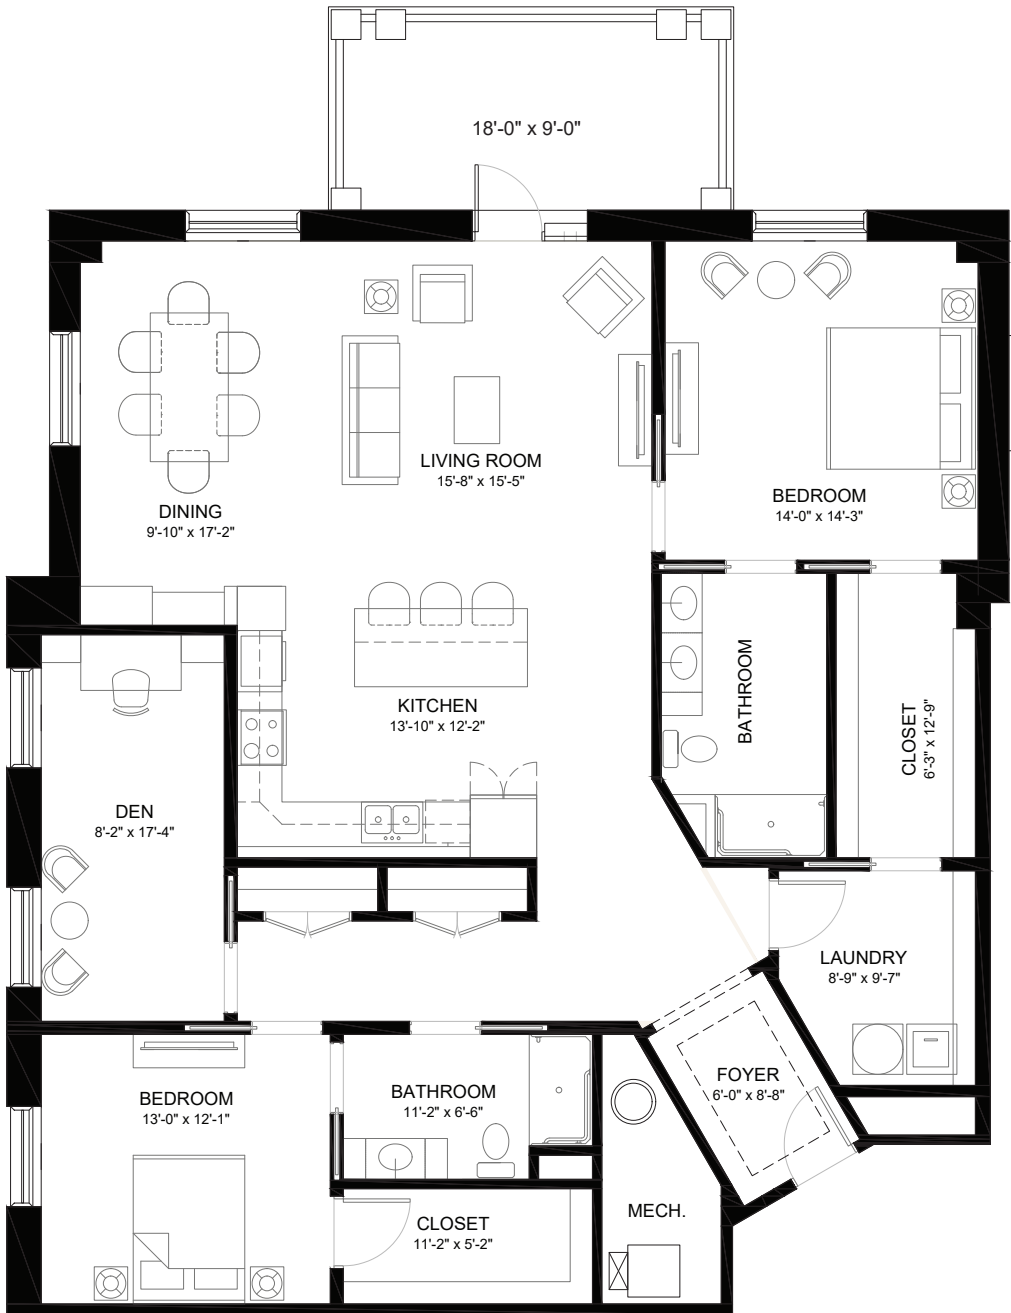 18'-0" x 9'-0"
LIVING ROOM
15'-8" x 15'-5"
DINING
9'-10" x 17'-2"
BEDROOM
14'-0" x 14'-3"
KITCHEN
13'-10" x 12'-2"
BATHROOM
CLOSET
6'-3" x 12'-9"
DEN
8'-2" x 17'-4"
LAUNDRY
8'-9" x 9'-7"
FOYER
6'-0" x 8'-8"
BEDROOM
13'-0" x 12'-1"
BATHROOM
11'-2" x 6'-6"
CLOSET
11'-2" x 5'-2"
MECH.